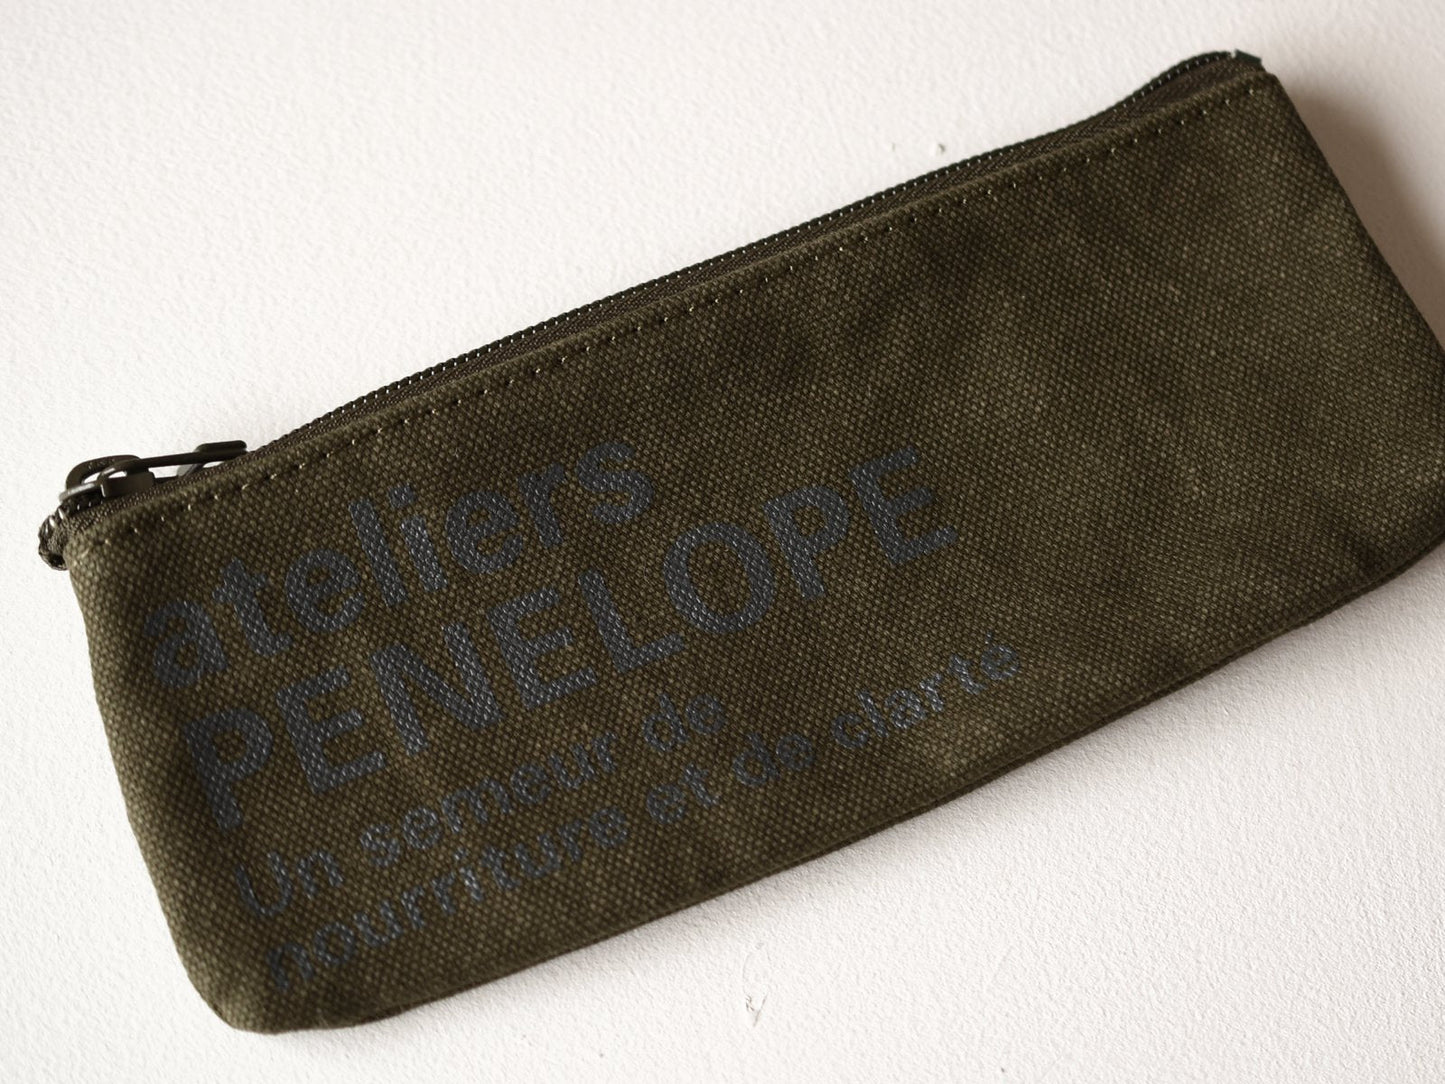 ateliers
PENELOPE
Un semeur de
nourriture et de clarté